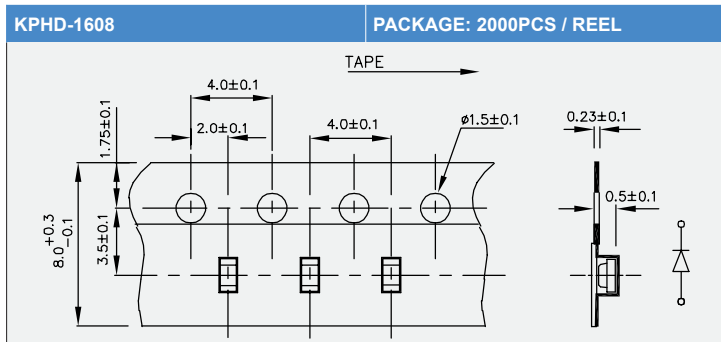 KPHD-1608
PACKAGE: 2000PCS / REEL
TAPE
4.0±0.1
2.0±0.1
4.0±0.1
ø1.5±0.1
0.23±0.1
0.5±0.1
1.75±0.1
3.5±0.1
8.0 +0.3 -0.1